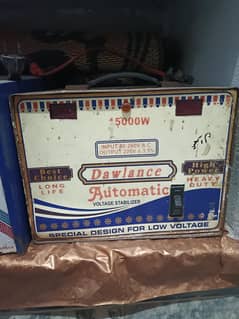 5000W
INPUT 80-260V A.C
OUTPUT 220V ± 3.5%
Dawlance
Automatic
VOLTAGE STABILIZER
Best
Choice
LONG
LIFE
High
Power
HEAVY
DUTY
SPECIAL DESIGN FOR LOW VOLTAGE